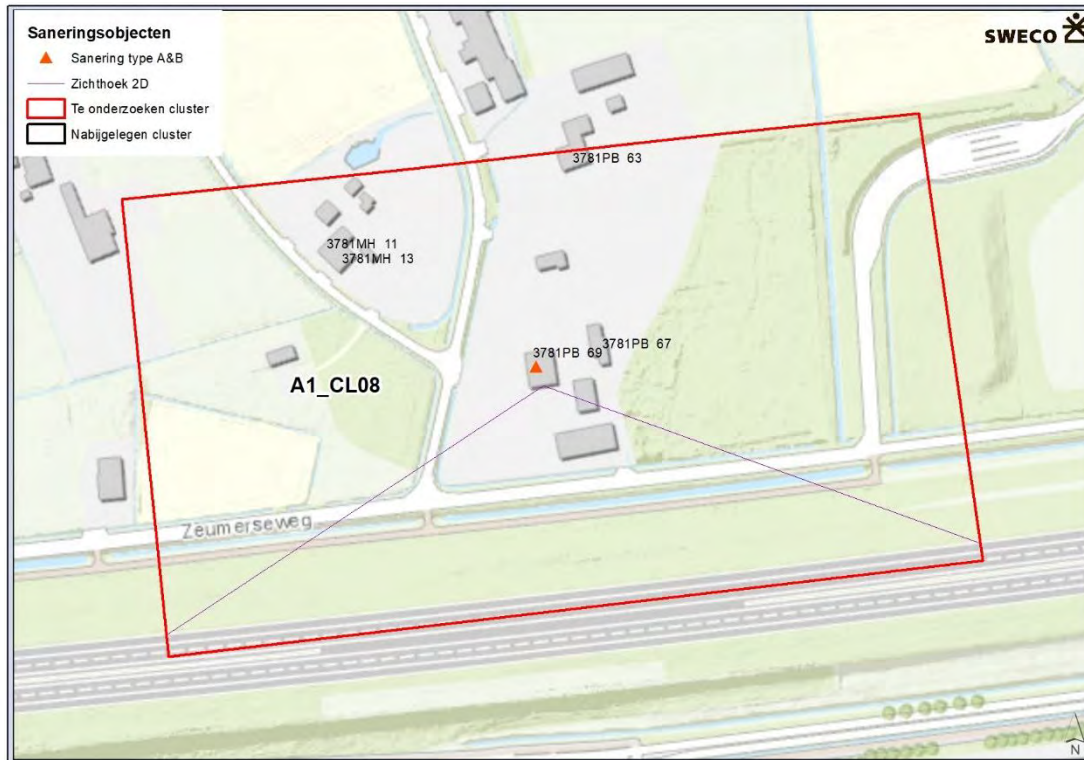 Saneringsobjecten
Sanering type A&B
Zichthoek 2D
Te onderzoeken cluster
Nabijgelegen cluster
SWECO
3781PB 63
3781MH 11
3781MH 13
3781PB 69
3781PB 67
A1_CL08
Zeumerseweg
N